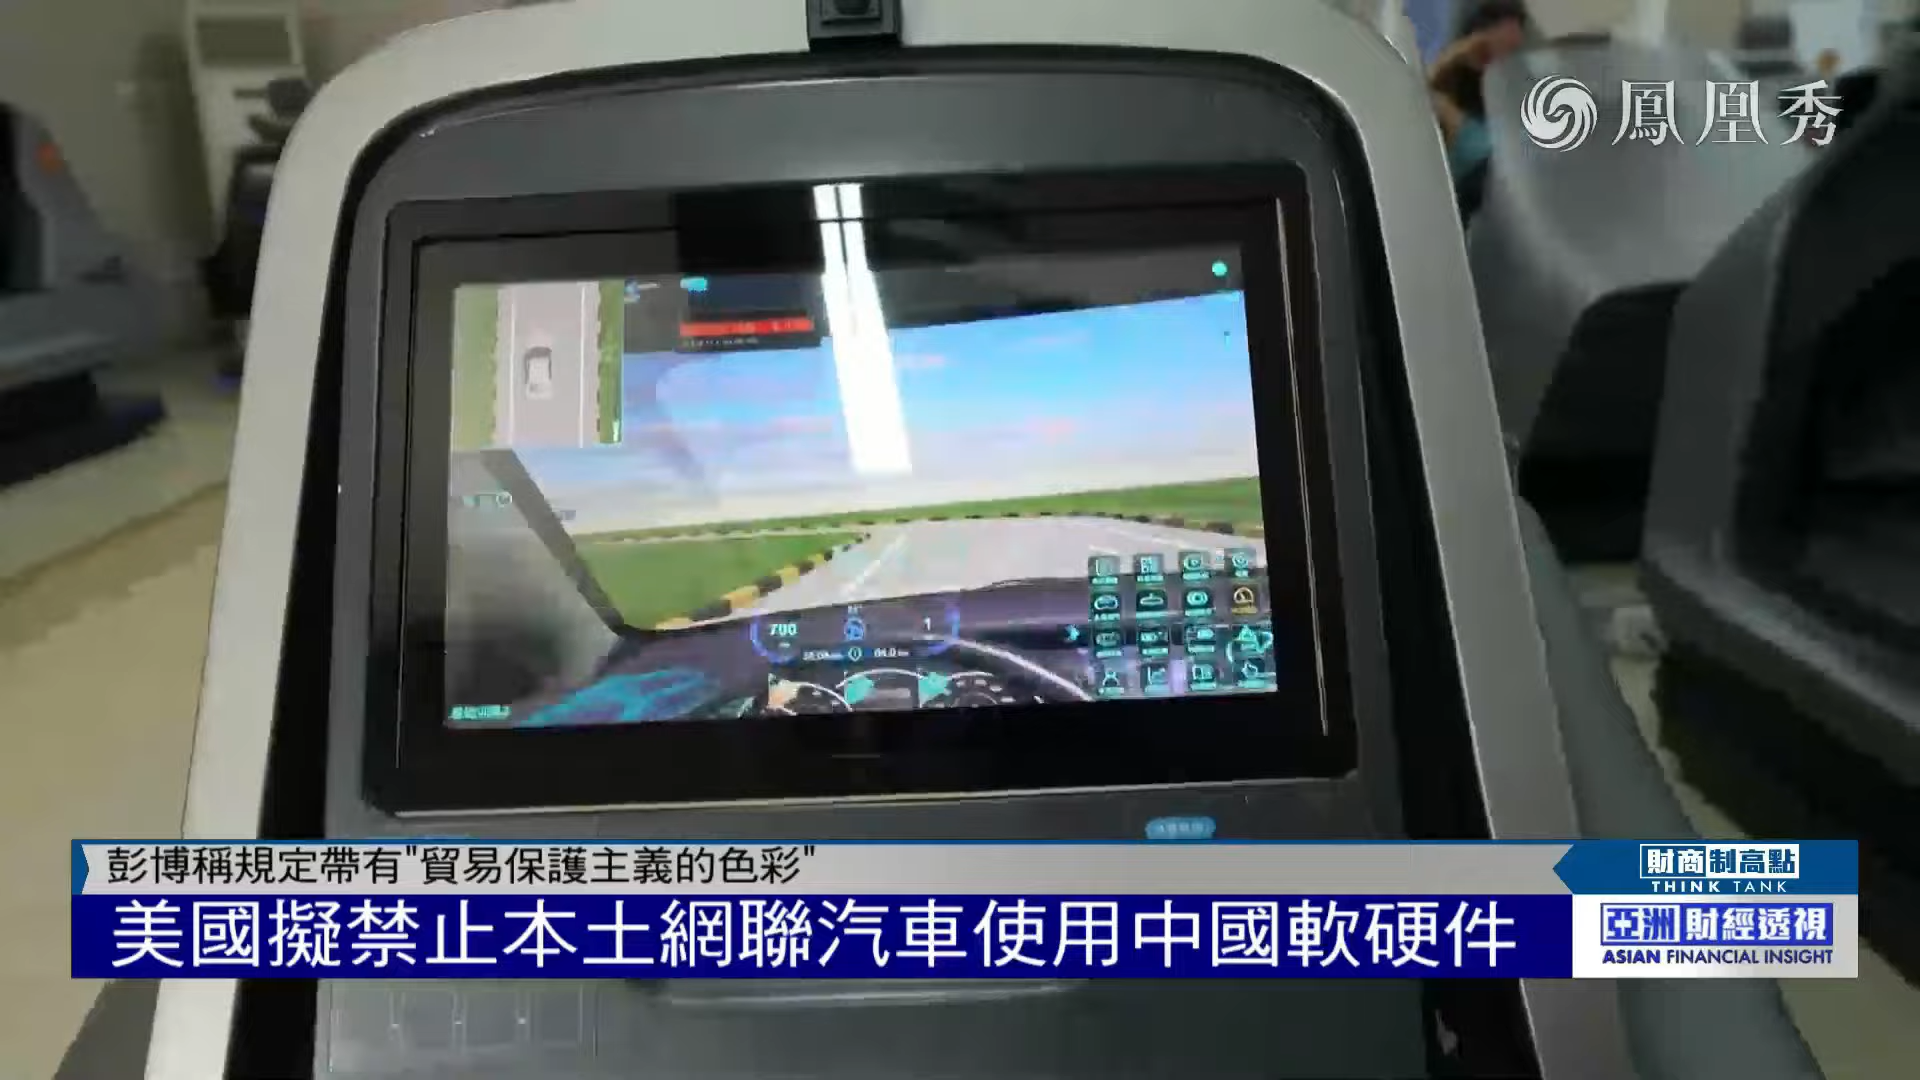 鳳凰秀
700
1
彭博稱規定帶有"貿易保護主義的色彩"
美國擬禁止本土網聯汽車使用中國軟硬件
財商制高點
THINK TANK
亞洲財經透視
ASIAN FINANCIAL INSIGHT